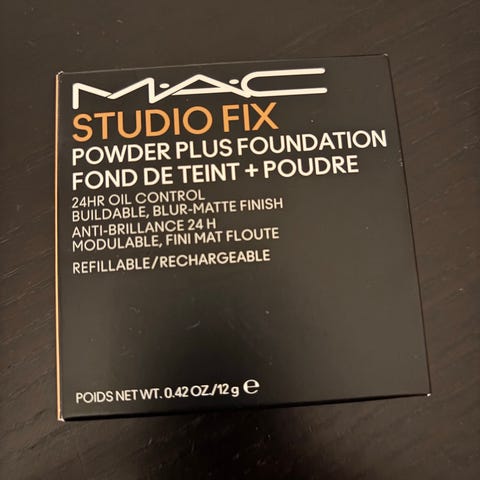 M·A·C
STUDIO FIX
POWDER PLUS FOUNDATION
FOND DE TEINT + POUDRE
24HR OIL CONTROL
BUILDABLE, BLUR-MATTE FINISH
ANTI-BRILLANCE 24 H
MODULABLE, FINI MAT FLOUTE
REFILLABLE/RECHARGEABLE
POIDS NET WT. 0.42 OZ./12 g ℮